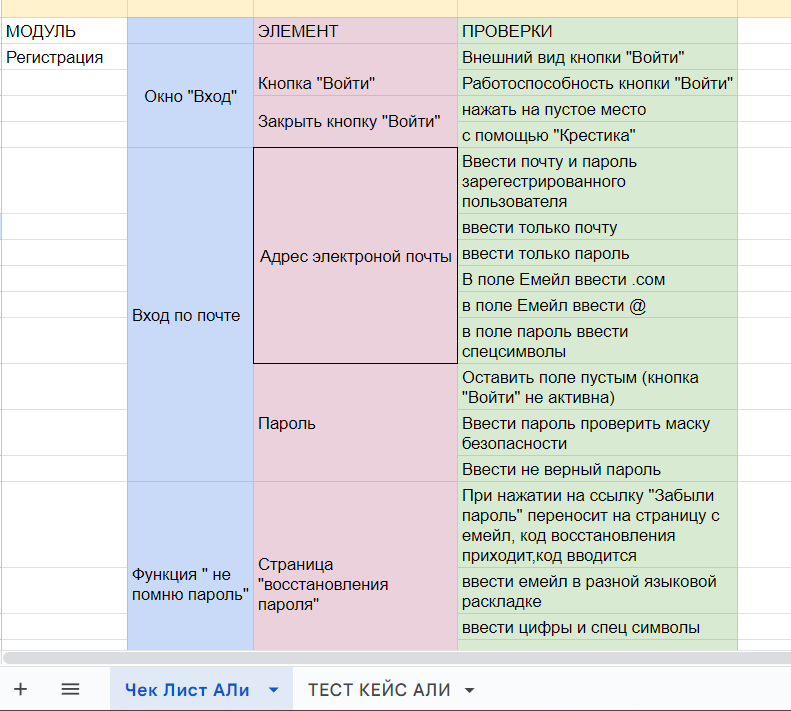 МОДУЛЬ
ЭЛЕМЕНТ
ПРОВЕРКИ
Регистрация
Окно "Вход"
Кнопка "Войти"
Внешний вид кнопки "Войти"
Работоспособность кнопки "Войти"
Закрыть кнопку "Войти"
нажать на пустое место
с помощью "Крестика"
Вход по почте
Адрес электроной почты
Ввести почту и пароль
зарегестрированного
пользователя
ввести только почту
ввести только пароль
В поле Емейл ввести .com
в поле Емейл ввести @
в поле пароль ввести
спецсимволы
Пароль
Оставить поле пустым (кнопка
"Войти" не активна)
Ввести пароль проверить маску
безопасности
Ввести не верный пароль
Функция " не
помню пароль"
Страница
"восстановления
пароля"
При нажатии на ссылку "Забыли
пароль" переносит на страницу с
емейл, код восстановления
приходит,код вводится
ввести емейл в разной языковой
раскладке
ввести цифры и спец символы
Чек Лист АЛи
ТЕСТ КЕЙС АЛИ